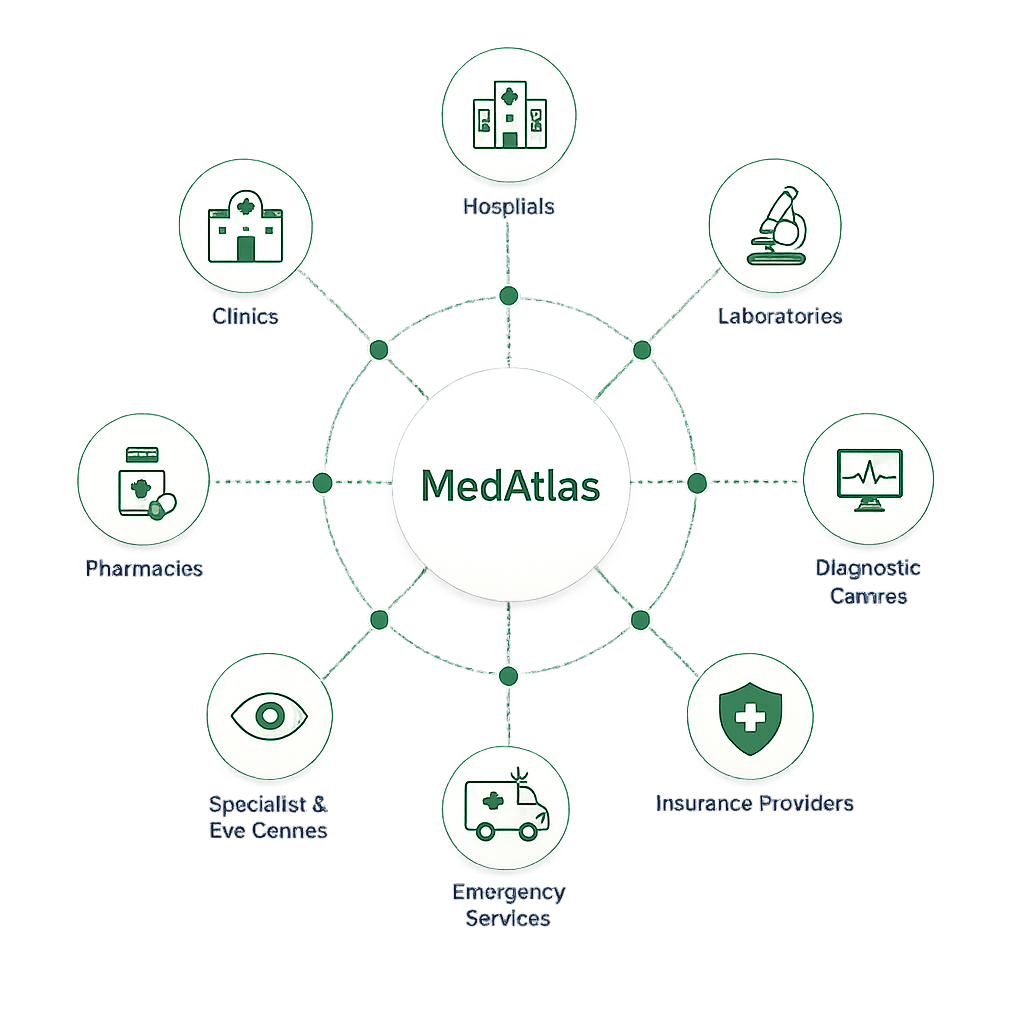 Hosplials
Clinics
Laboratories
MedAtlas
Pharmacies
Dlagnostic
Camres
Specialist &
Eve Cennes
Insurance Providers
Emergency
Services